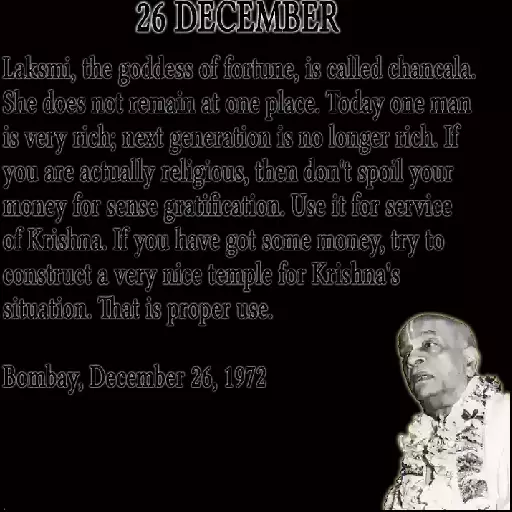 26 DECEMBER
Laksmi, the goddess of fortune, is called chancala.
She does not remain at one place. Today one man
is very rich; next generation is no longer rich. If
you are actually religious, then don't spoil your
money for sense gratification. Use it for service
of Krishna. If you have got some money, try to
construct a very nice temple for Krishna's
situation. That is proper use.
Bombay, December 26, 1972